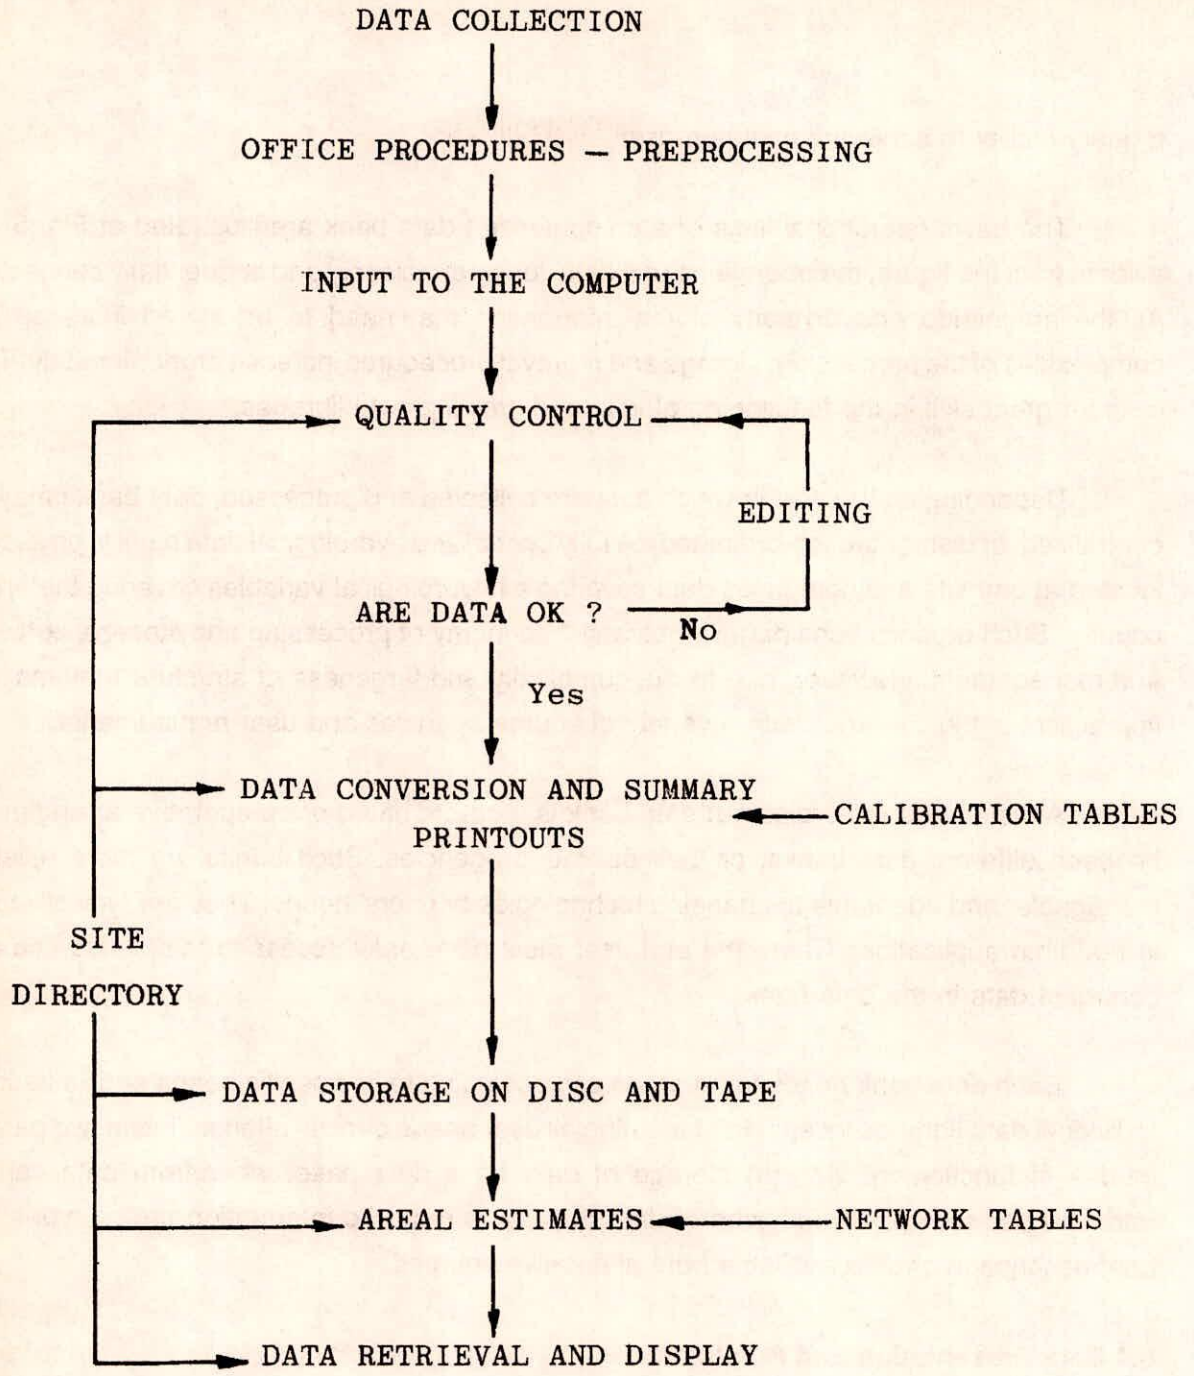 DATA COLLECTION
OFFICE PROCEDURES — PREPROCESSING
INPUT TO THE COMPUTER
QUALITY CONTROL
EDITING
ARE DATA OK ?
No
Yes
DATA CONVERSION AND SUMMARY
PRINTOUTS
CALIBRATION TABLES
SITE
DIRECTORY
DATA STORAGE ON DISC AND TAPE
AREAL ESTIMATES
NETWORK TABLES
DATA RETRIEVAL AND DISPLAY